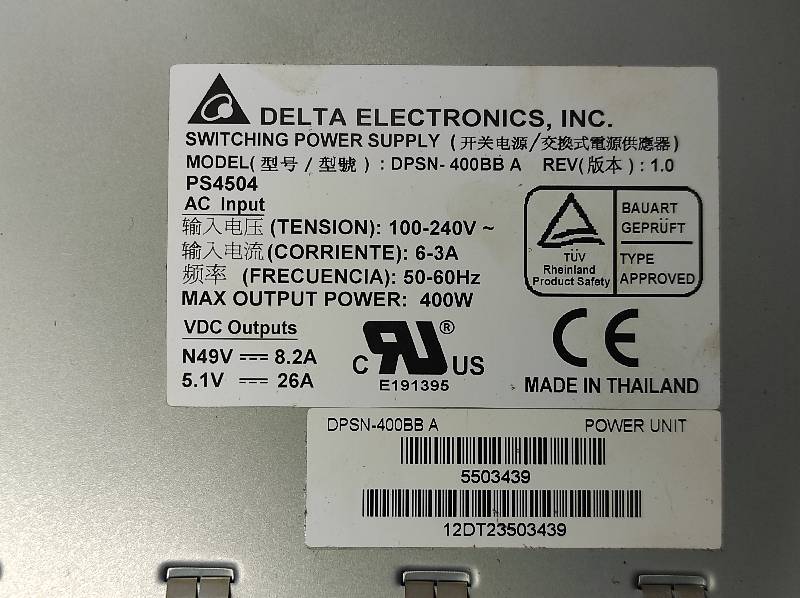 DELTA ELECTRONICS, INC.
SWITCHING POWER SUPPLY (开关电源/交換式電源供應器)
MODEL(型号/型號) : DPSN-400BB A REV(版本) : 1.0
PS4504
AC Input
输入电压 (TENSION): 100-240V ~
输入电流(CORRIENTE): 6-3A
频率 (FRECUENCIA): 50-60Hz
MAX OUTPUT POWER: 400W
TÜV
Rheinland
Product Safety
BAUART
GEPRÜFT
TYPE
APPROVED
VDC Outputs
N49V ⎓ 8.2A
5.1V ⎓ 26A
C RU® US
E191395
CE
MADE IN THAILAND
DPSN-400BB A POWER UNIT
5503439
12DT23503439